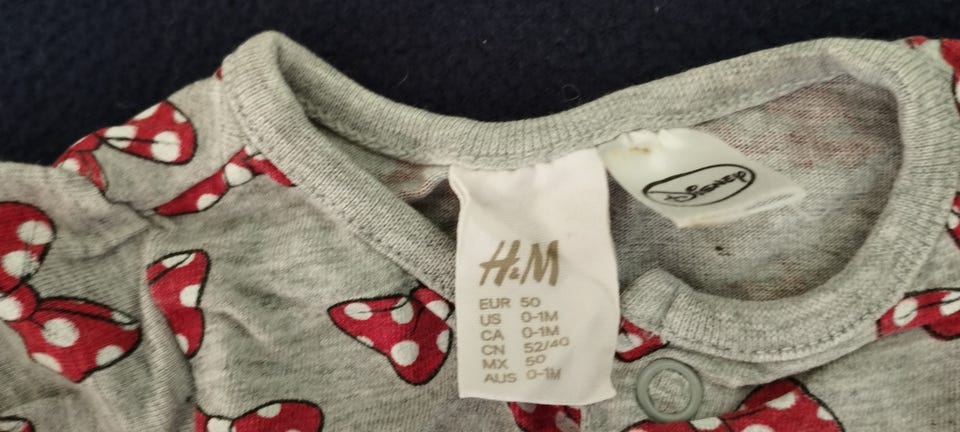 H&M
EUR 50
US 0-1M
CA 0-1M
CN 52/40
MX 50
AUS 0-1M
DISNEY